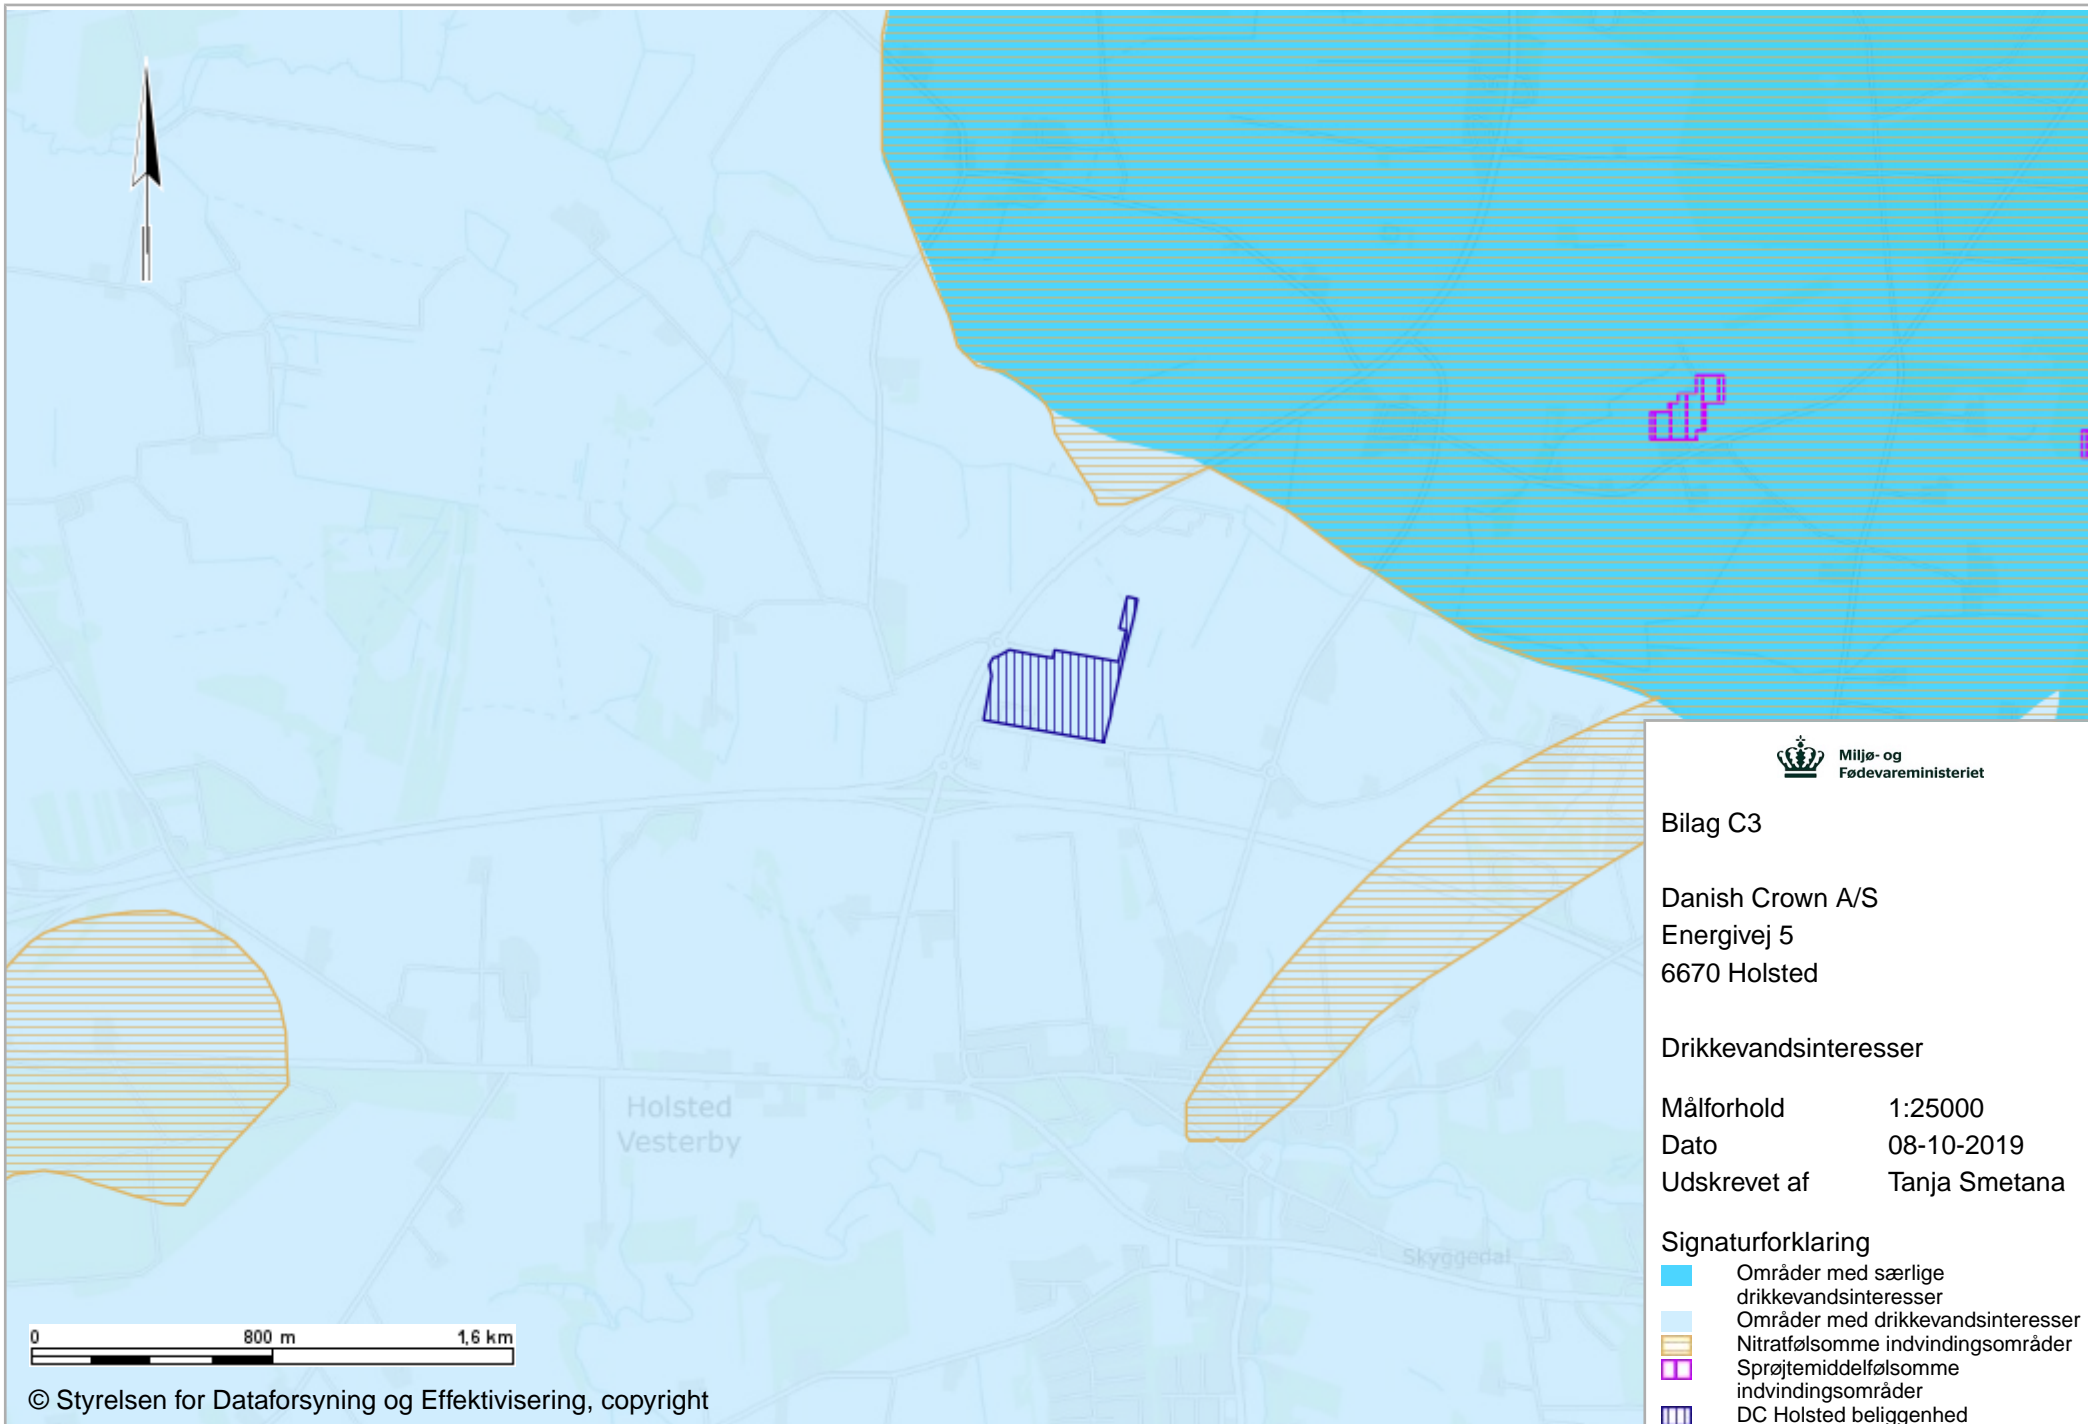 Holsted
Vesterby
Skyggedal
0 800 m 1,6 km
© Styrelsen for Dataforsyning og Effektivisering, copyright
Miljø- og
Fødevareministeriet
Bilag C3
Danish Crown A/S
Energivej 5
6670 Holsted
Drikkevandsinteresser
Målforhold 1:25000
Dato 08-10-2019
Udskrevet af Tanja Smetana
Signaturforklaring
Områder med særlige
drikkevandsinteresser
Områder med drikkevandsinteresser
Nitratfølsomme indvindingsområder
Sprøjtemiddelfølsomme
indvindingsområder
DC Holsted beliggenhed